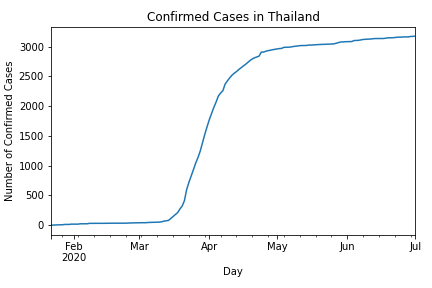 Confirmed Cases in Thailand
Number of Confirmed Cases
3000
2500
2000
1500
1000
500
0
Feb Mar Apr May Jun Jul
2020
Day